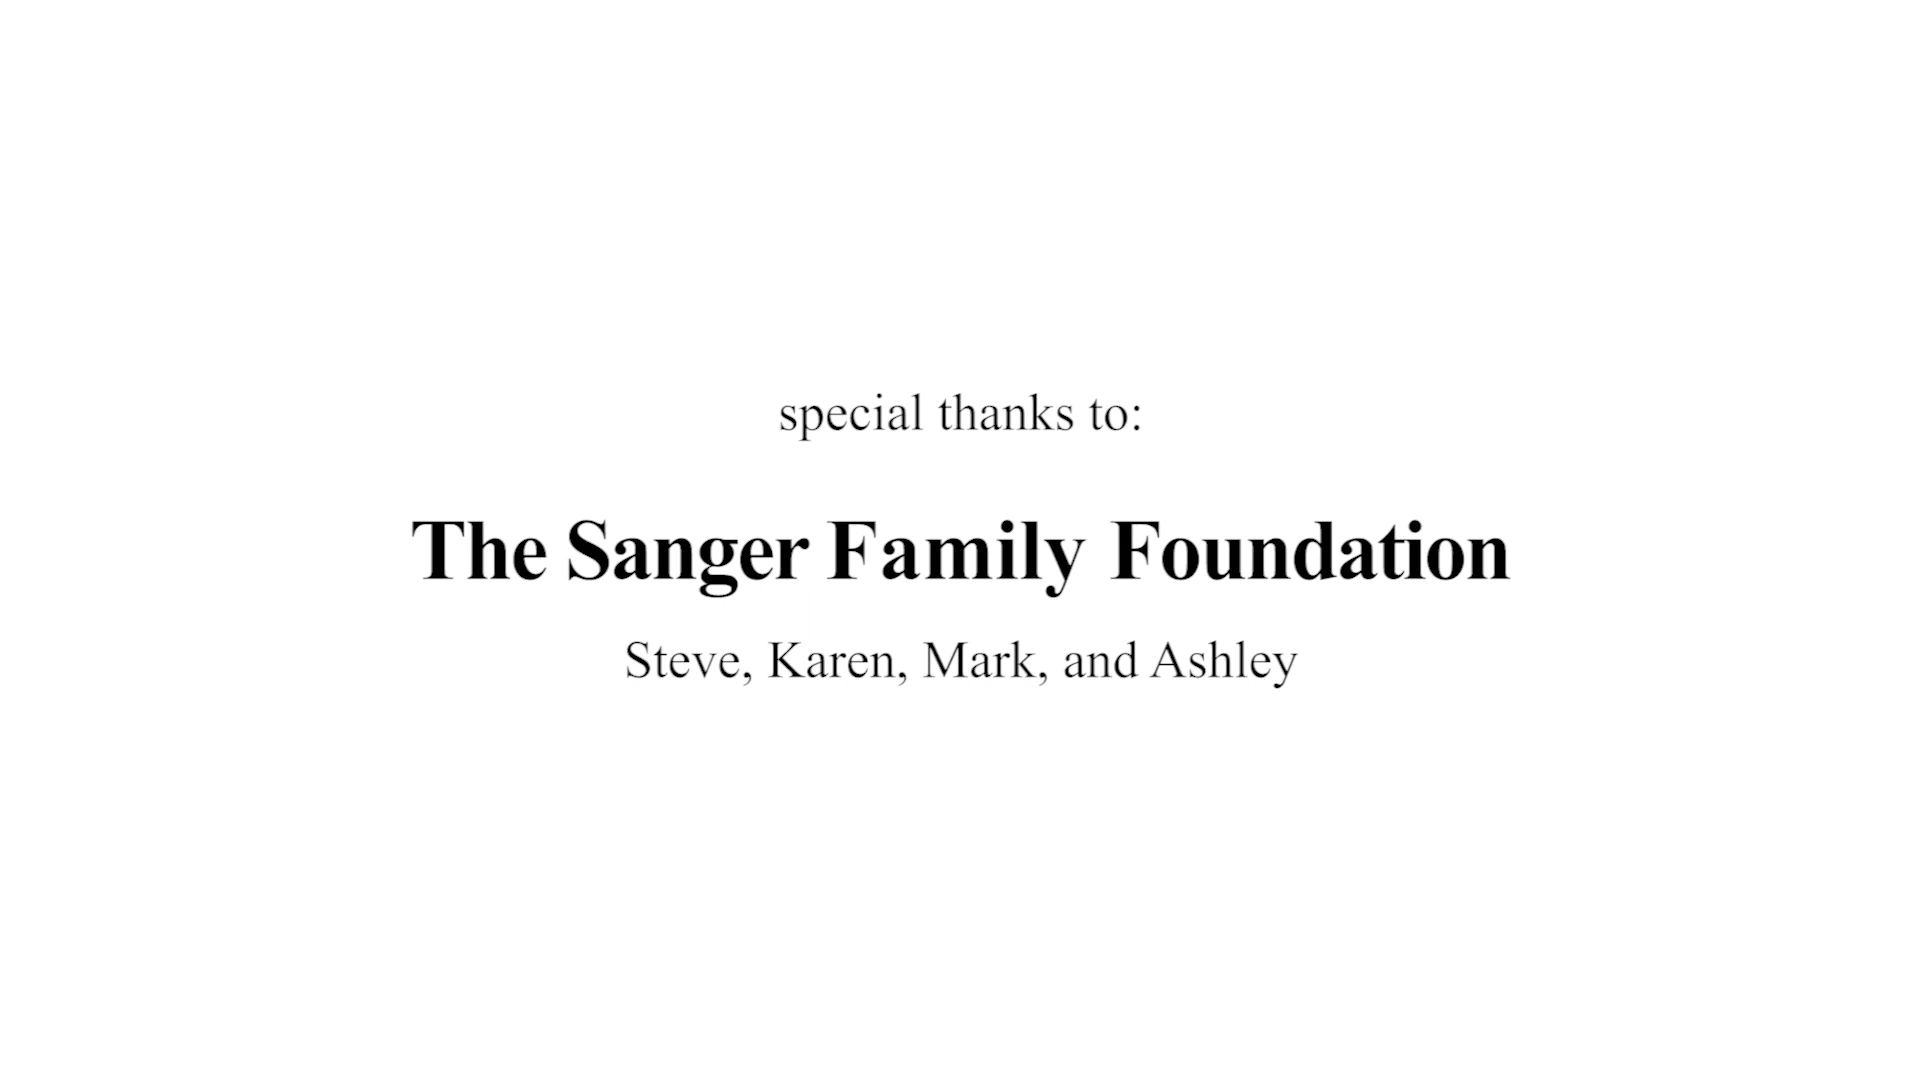 special thanks to:
The Sanger Family Foundation
Steve, Karen, Mark, and Ashley